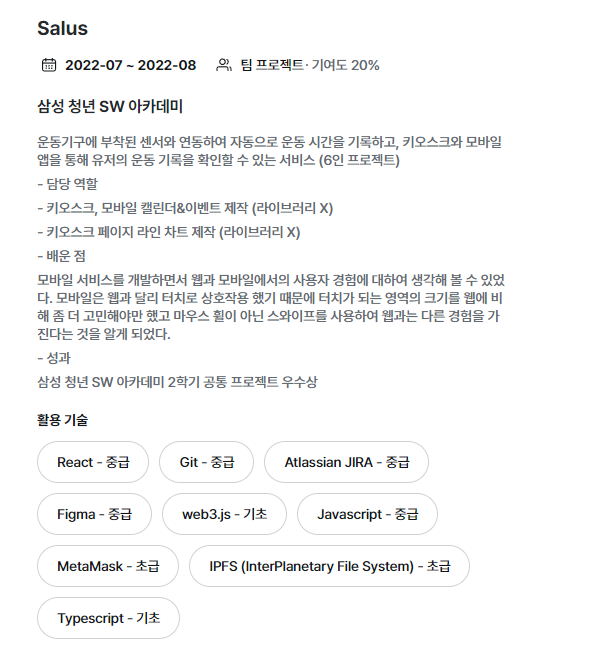 Salus
2022-07 ~ 2022-08 팀 프로젝트 · 기여도 20%
삼성 청년 SW 아카데미
운동기구에 부착된 센서와 연동하여 자동으로 운동 시간을 기록하고, 키오스크와 모바일
앱을 통해 유저의 운동 기록을 확인할 수 있는 서비스 (6인 프로젝트)
- 담당 역할
- 키오스크, 모바일 캘린더&이벤트 제작 (라이브러리 X)
- 키오스크 페이지 라인 차트 제작 (라이브러리 X)
- 배운 점
모바일 서비스를 개발하면서 웹과 모바일에서의 사용자 경험에 대하여 생각해 볼 수 있었
다. 모바일은 웹과 달리 터치로 상호작용 했기 때문에 터치가 되는 영역의 크기를 웹에 비
해 좀 더 고민해야만 했고 마우스 휠이 아닌 스와이프를 사용하여 웹과는 다른 경험을 가
진다는 것을 알게 되었다.
- 성과
삼성 청년 SW 아카데미 2학기 공통 프로젝트 우수상
활용 기술
React - 중급 Git - 중급 Atlassian JIRA - 중급
Figma - 중급 web3.js - 기초 Javascript - 중급
MetaMask - 초급 IPFS (InterPlanetary File System) - 초급
Typescript - 기초